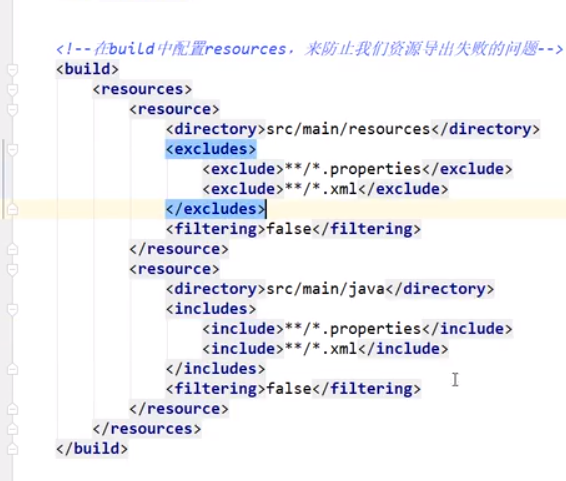 <!--在build中配置resources，来防止我们资源导出失败的问题-->
<build>
<resources>
<resource>
<directory>src/main/resources</directory>
<excludes>
<exclude>**/*.properties</exclude>
<exclude>**/*.xml</exclude>
</excludes>
<filtering>false</filtering>
</resource>
<resource>
<directory>src/main/java</directory>
<includes>
<include>**/*.properties</include>
<include>**/*.xml</include>
</includes>
<filtering>false</filtering>
</resource>
</resources>
</build>